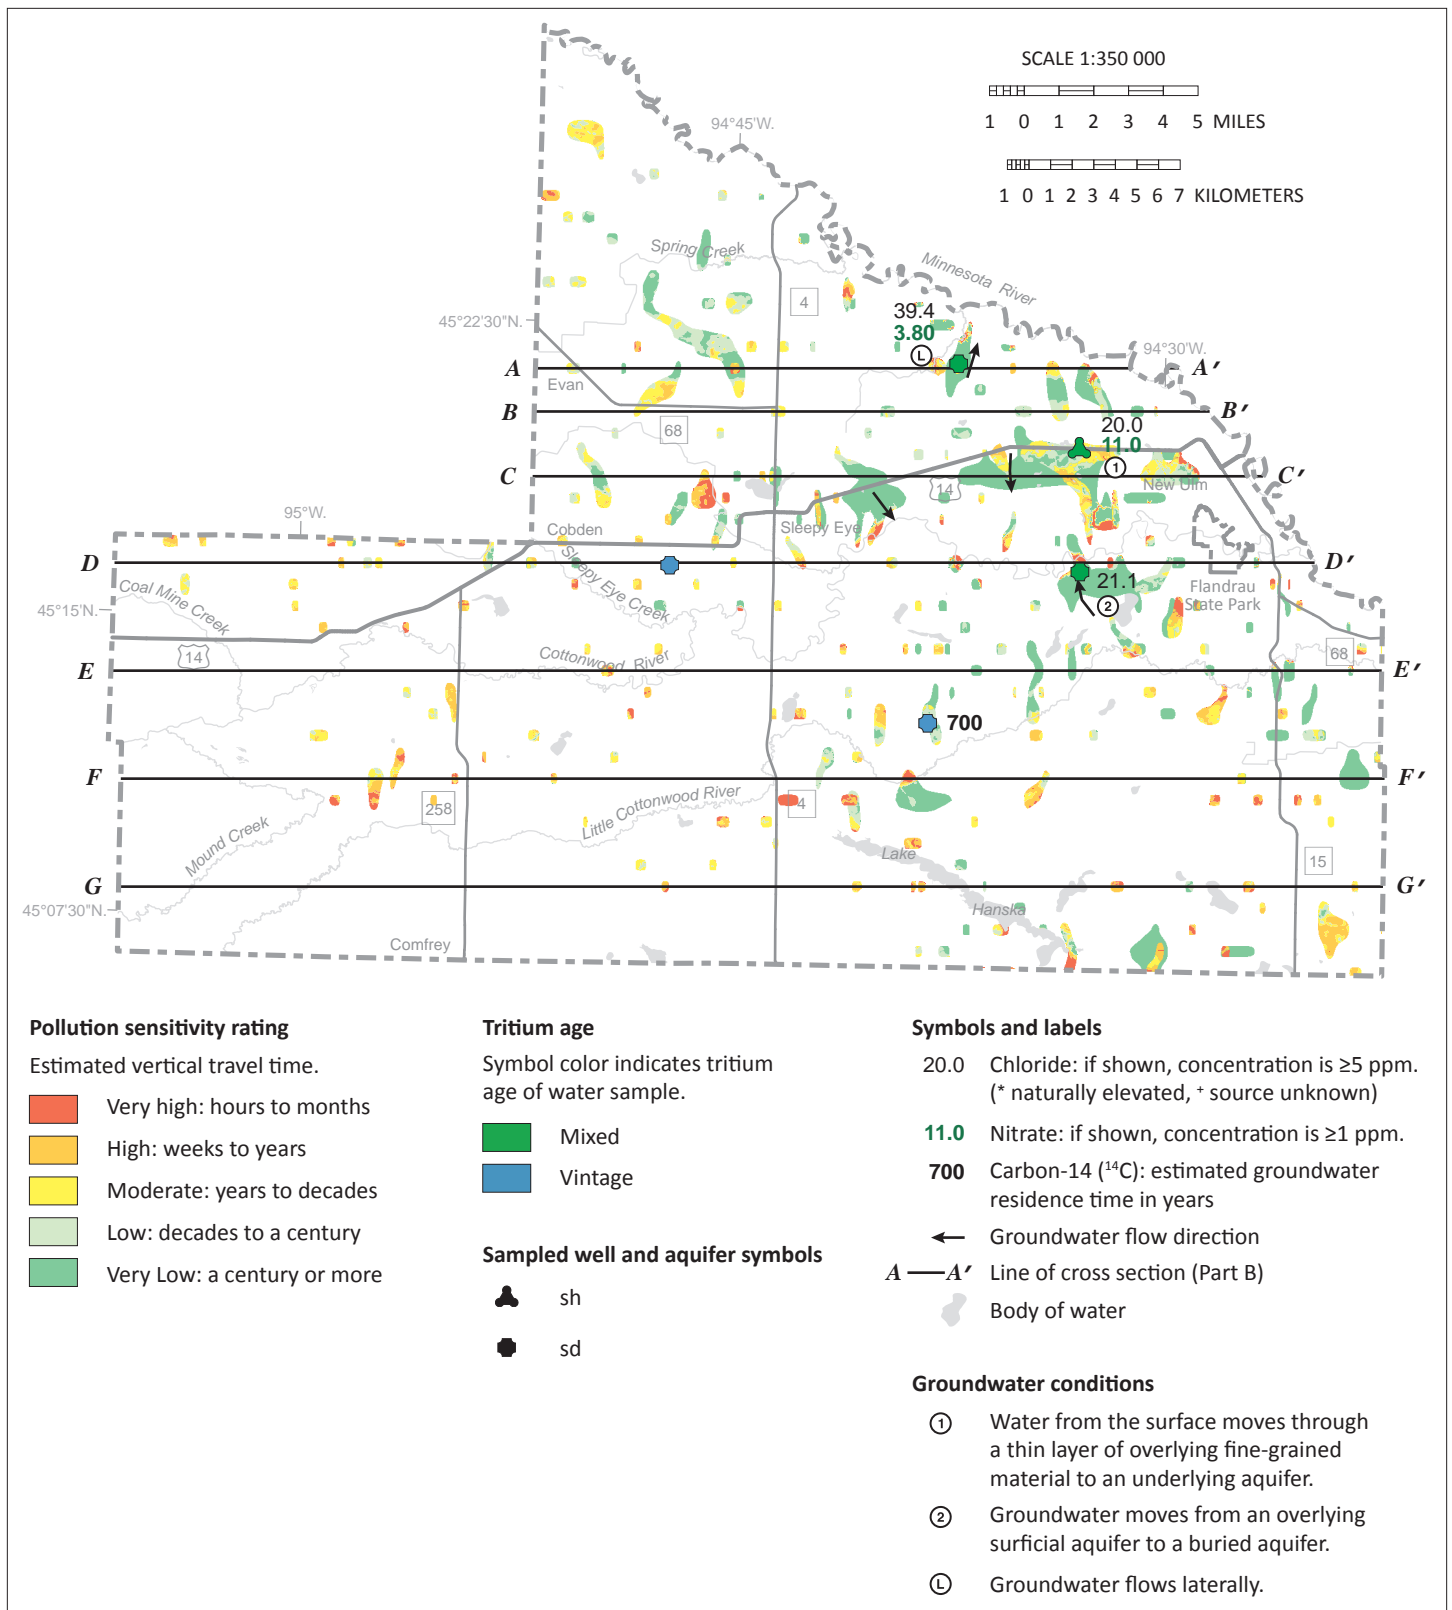 SCALE 1:350 000
1 0 1 2 3 4 5 MILES
1 0 1 2 3 4 5 6 7 KILOMETERS
94°45'W.
Spring Creek
Minnesota River
4
39.4
45°22'30"N.
3.80
94°30'W.
L
A A′
Evan
B B′
68
20.0
11.0
1
C C′
14
New Ulm
95°W.
Cobden
Sleepy Eye
D D′
Sleepy Eye Creek
Coal Mine Creek
21.1
Flandrau
State Park
2
45°15'N.
14
Cottonwood River
68
E E′
700
F F′
258
4
Little Cottonwood River
Mound Creek
Lake
15
G G′
45°07'30"N.
Hanska
Comfrey
Pollution sensitivity rating
Estimated vertical travel time.
Very high: hours to months
High: weeks to years
Moderate: years to decades
Low: decades to a century
Very Low: a century or more
Tritium age
Symbol color indicates tritium
age of water sample.
Mixed
Vintage
Sampled well and aquifer symbols
sh
sd
Symbols and labels
20.0 Chloride: if shown, concentration is ≥5 ppm.
(* naturally elevated, ⁺ source unknown)
11.0 Nitrate: if shown, concentration is ≥1 ppm.
700 Carbon-14 (¹⁴C): estimated groundwater
residence time in years
Groundwater flow direction
A A′ Line of cross section (Part B)
Body of water
Groundwater conditions
1 Water from the surface moves through
a thin layer of overlying fine-grained
material to an underlying aquifer.
2 Groundwater moves from an overlying
surficial aquifer to a buried aquifer.
L Groundwater flows laterally.